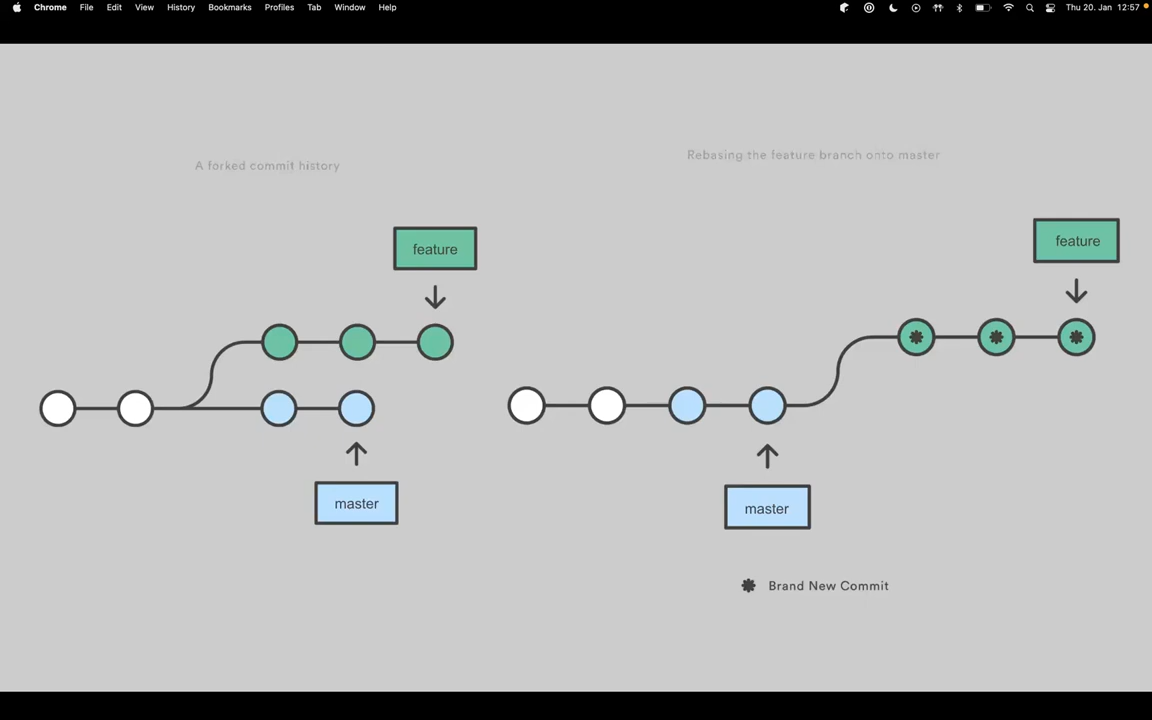 Chrome File Edit View History Bookmarks Profiles Tab Window Help Thu 20. Jan 12:57
A forked commit history
Rebasing the feature branch onto master
feature
feature
master
master
Brand New Commit